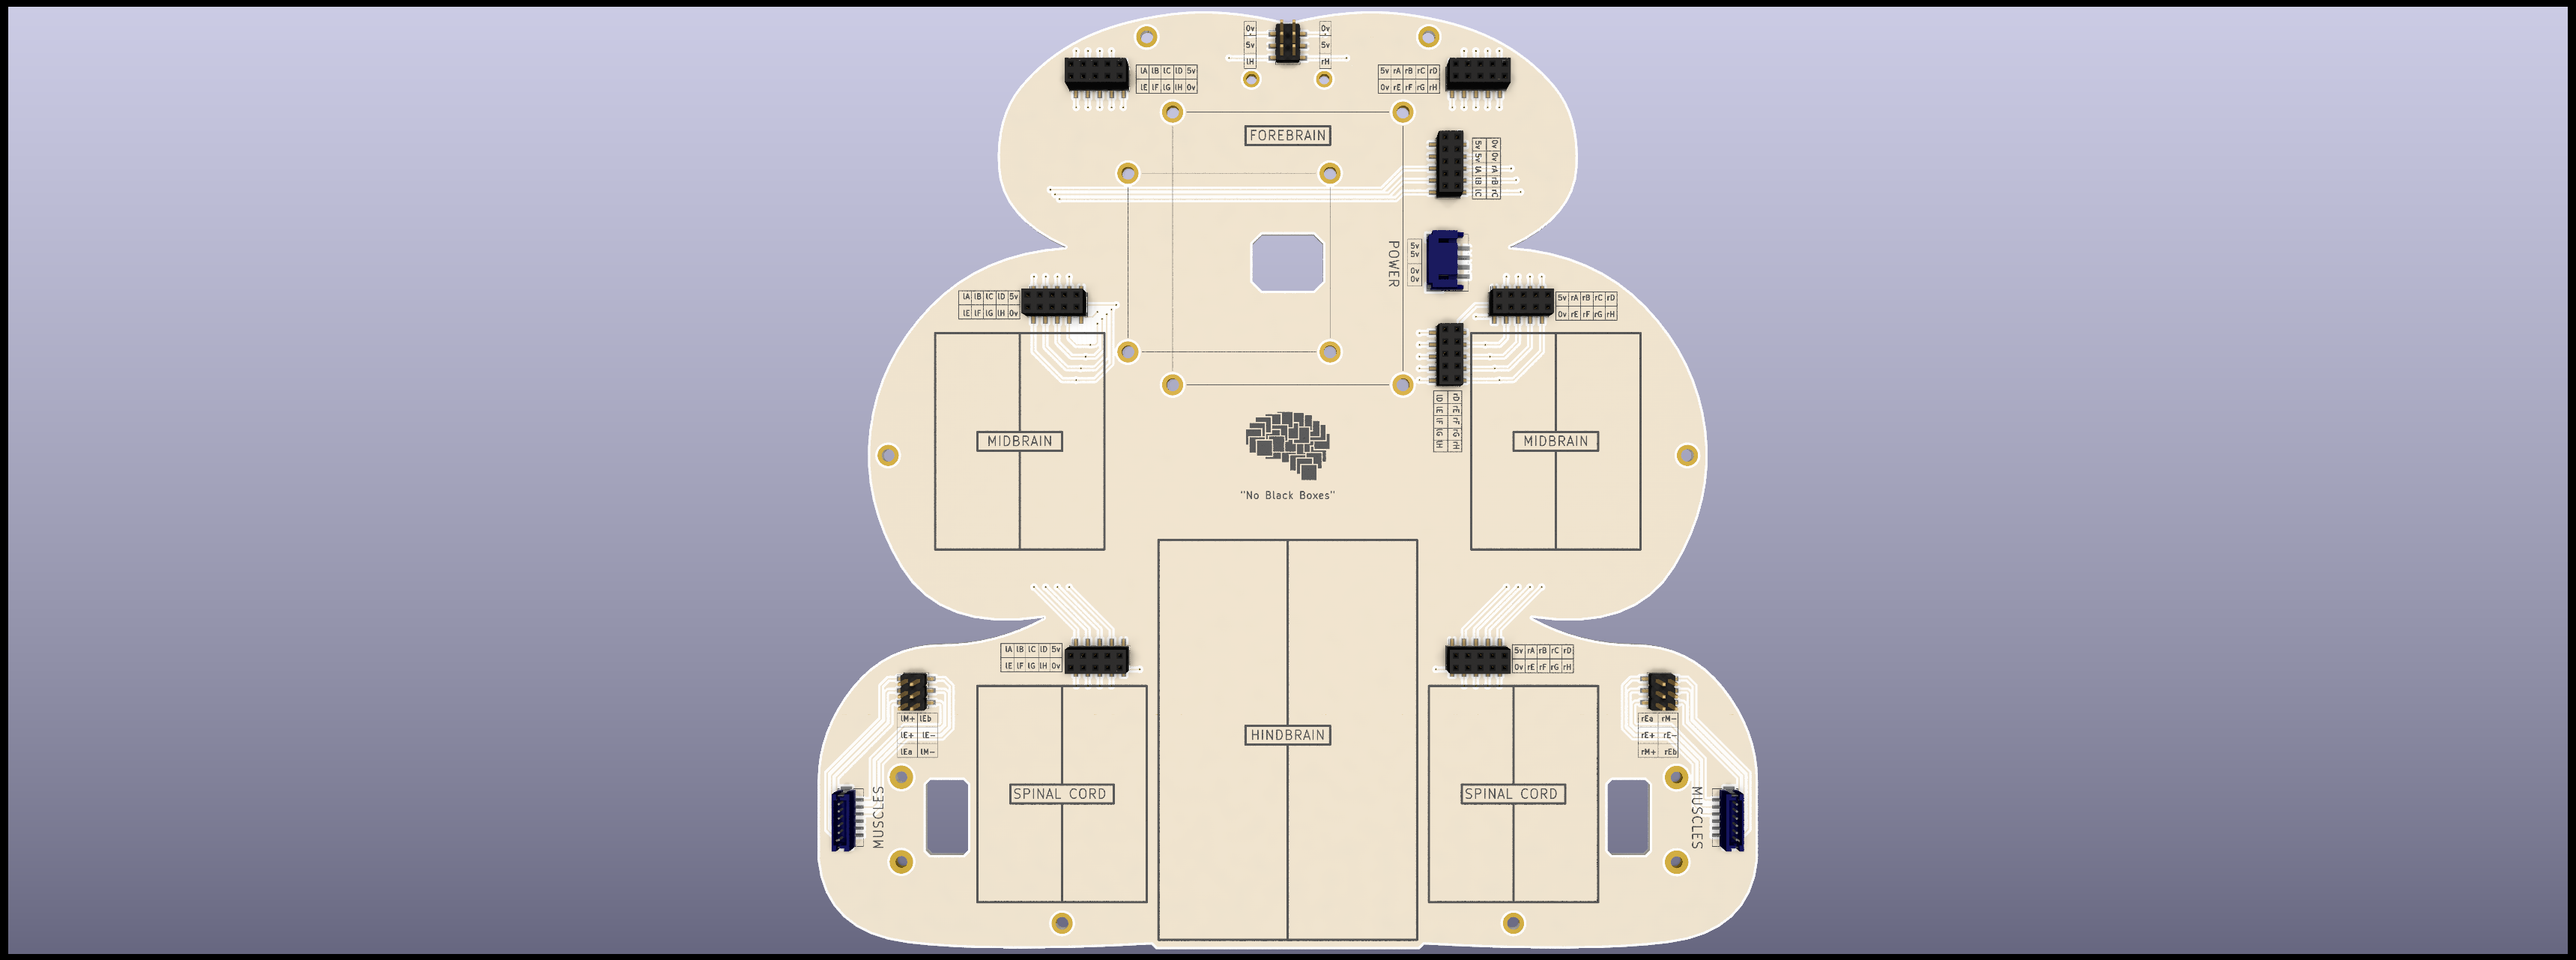 0v
5v
lH
0v
5v
rH
lA lB lC lD 5v
lE lF lG lH 0v
5v rA rB rC rD
0v rE rF rG rH
FOREBRAIN
5v 5v lA lB lC
0v 0v rA rB rC
POWER
5v
5v
0v
0v
lA lB lC lD 5v
lE lF lG lH 0v
5v rA rB rC rD
0v rE rF rG rH
lD lE lF lG lH
rD rE rF rG rH
MIDBRAIN
MIDBRAIN
"No Black Boxes"
lA lB lC lD 5v
lE lF lG lH 0v
5v rA rB rC rD
0v rE rF rG rH
lM+ lEb
lE+ lE-
lEa lM-
rEa rM-
rE+ rE-
rM+ rEb
HINDBRAIN
SPINAL CORD
SPINAL CORD
MUSCLES
MUSCLES